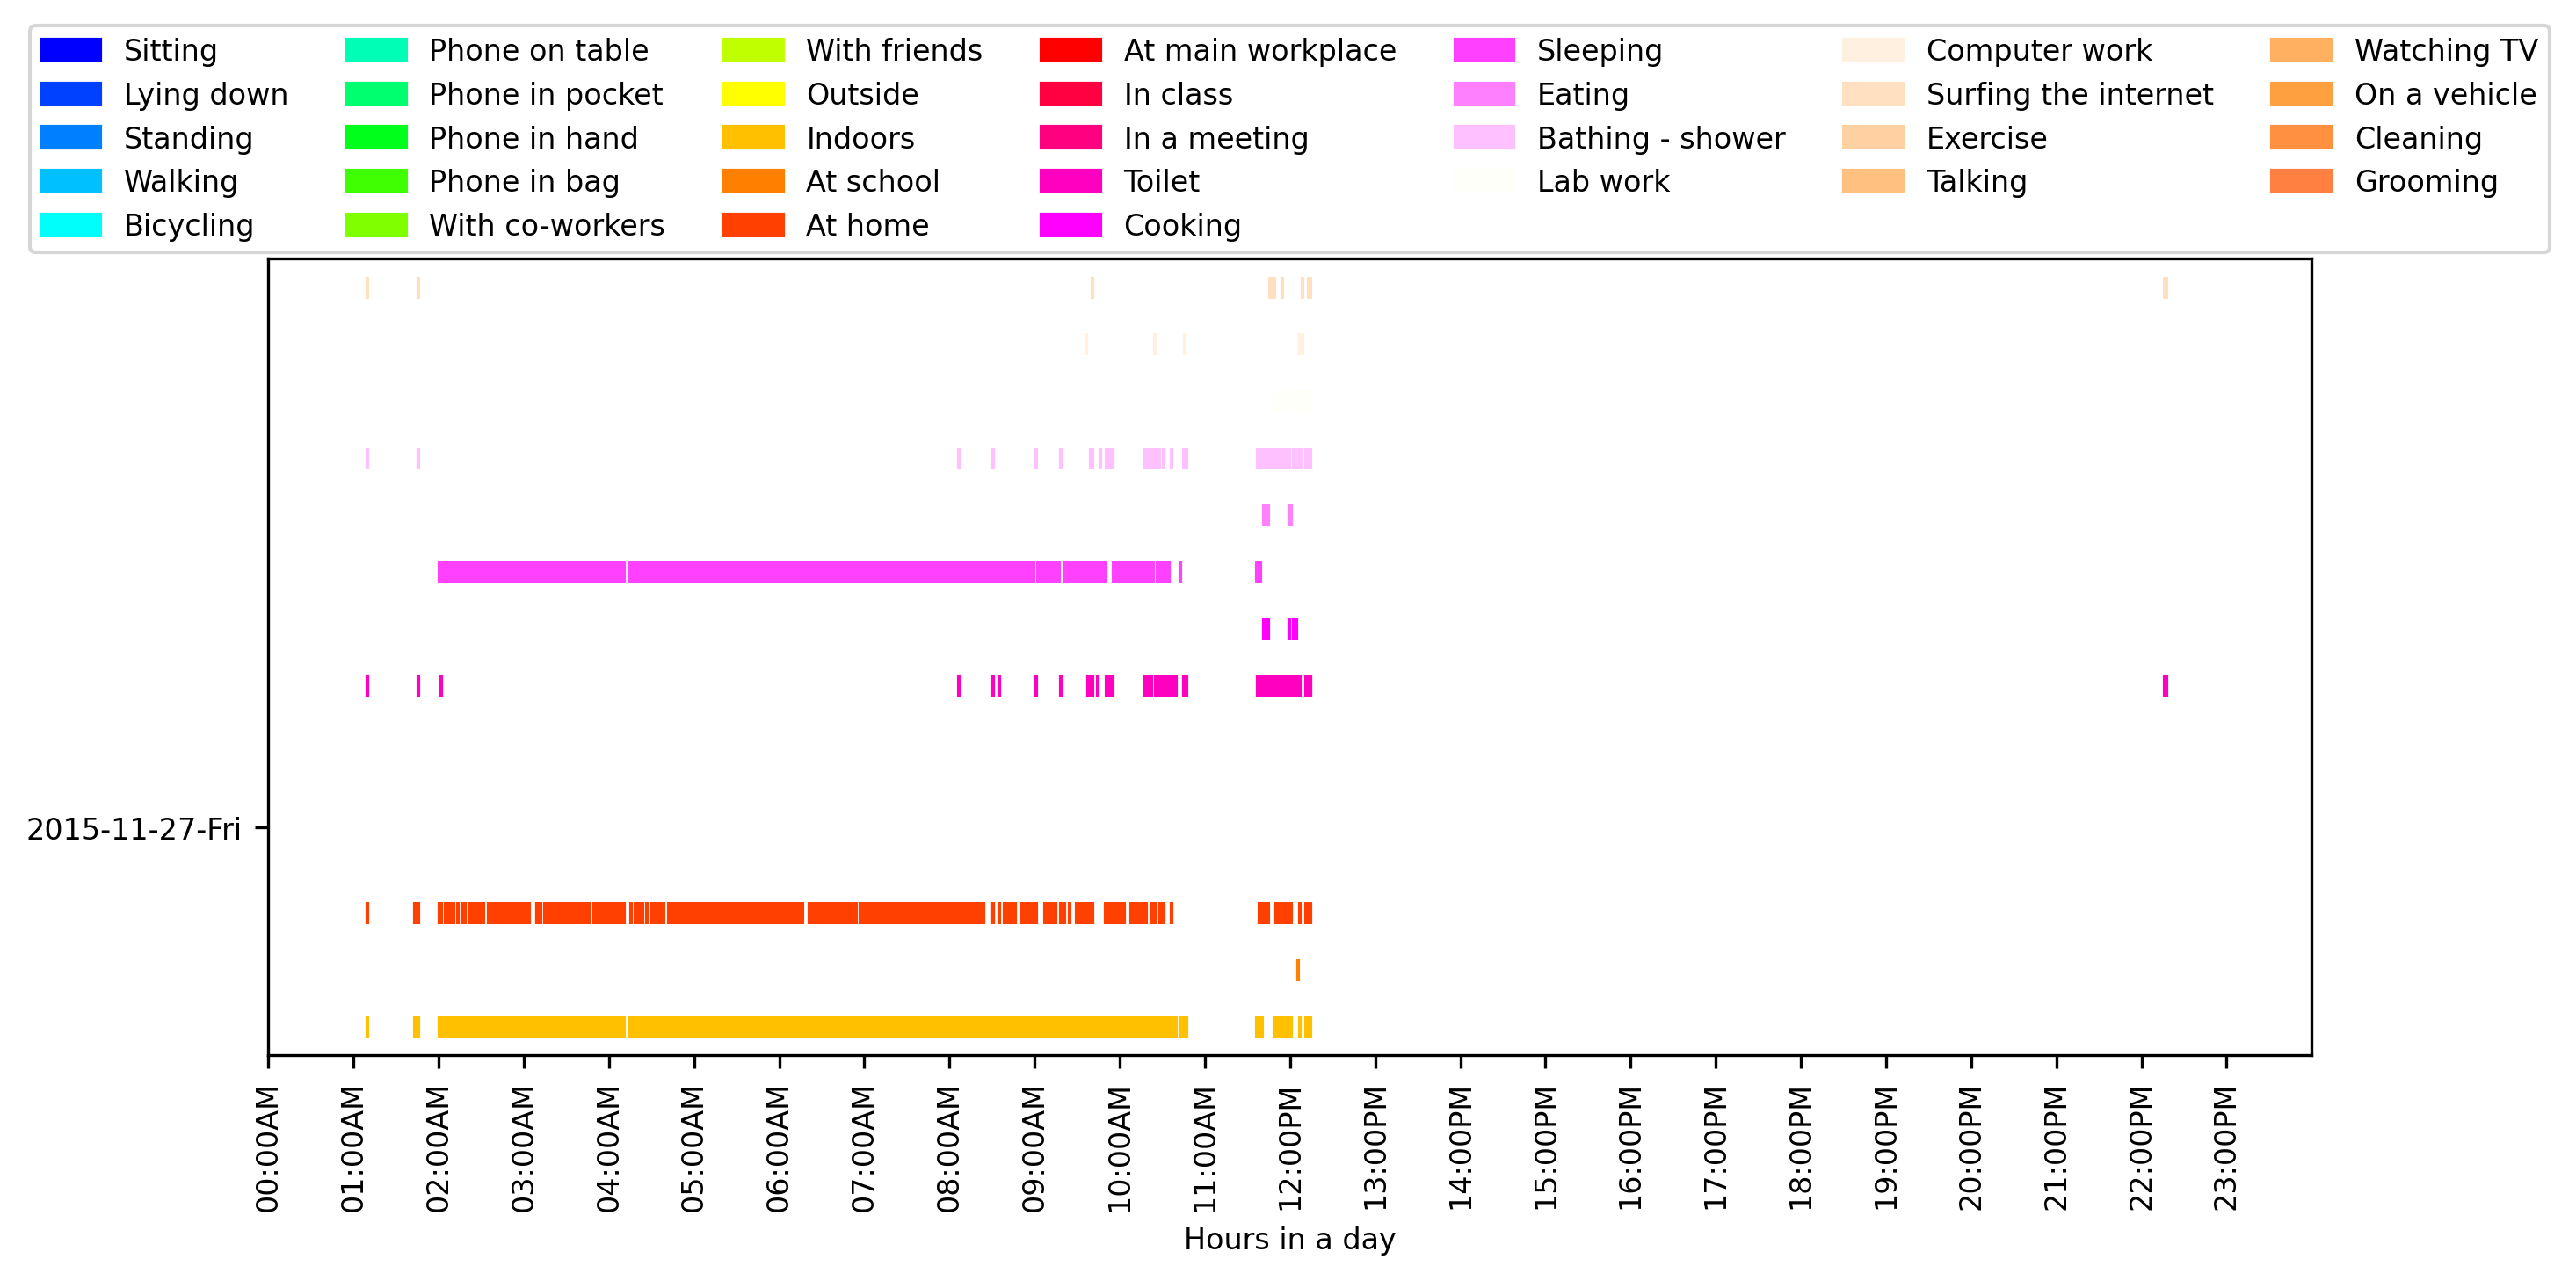 Sitting Phone on table With friends At main workplace Sleeping Computer work Watching TV
Lying down Phone in pocket Outside In class Eating Surfing the internet On a vehicle
Standing Phone in hand Indoors In a meeting Bathing - shower Exercise Cleaning
Walking Phone in bag At school Toilet Lab work Talking Grooming
Bicycling With co-workers At home Cooking
2015-11-27-Fri
00:00AM 01:00AM 02:00AM 03:00AM 04:00AM 05:00AM 06:00AM 07:00AM 08:00AM 09:00AM 10:00AM 11:00AM 12:00PM 13:00PM 14:00PM 15:00PM 16:00PM 17:00PM 18:00PM 19:00PM 20:00PM 21:00PM 22:00PM 23:00PM
Hours in a day